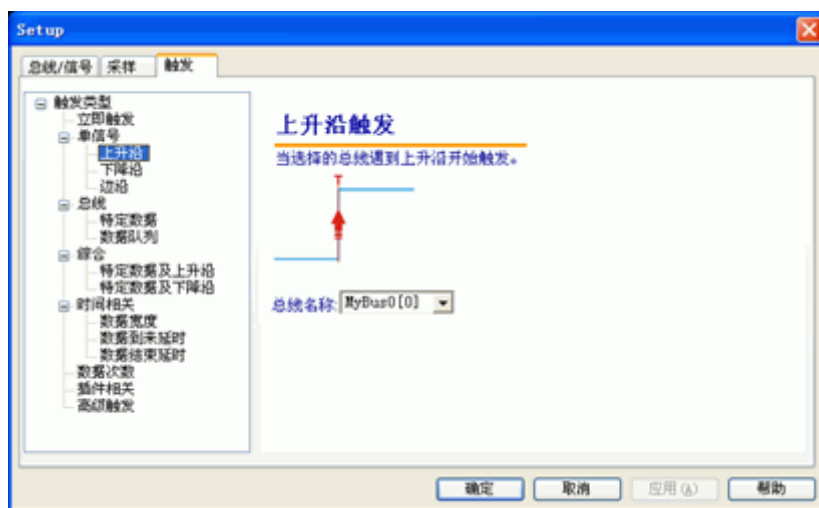 Setup
总线/信号 采样 触发
触发类型
立即触发
单信号
上升沿
下降沿
边沿
总线
特定数据
数据队列
综合
特定数据及上升沿
特定数据及下降沿
时间相关
数据宽度
数据到来延时
数据结束延时
数据次数
插件相关
高级触发
上升沿触发
当选择的总线遇到上升沿开始触发。
T
总线名称: MyBus0[0]
确定 取消 应用(A) 帮助